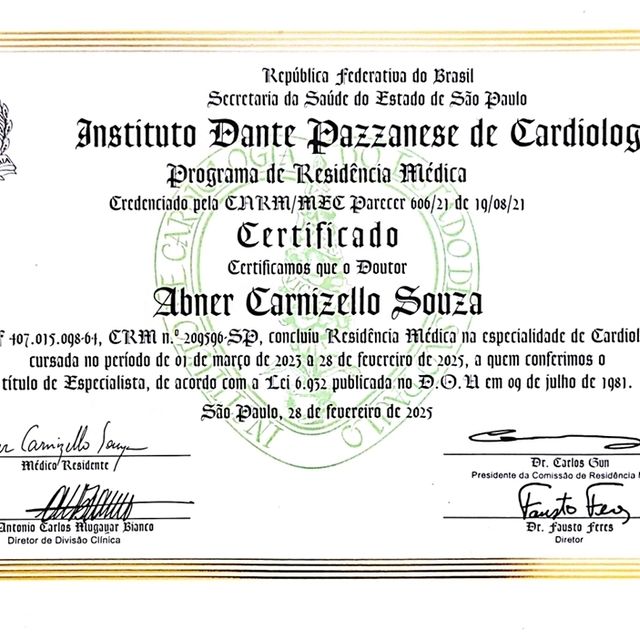 República Federativa do Brasil
Secretaria da Saúde do Estado de São Paulo
Instituto Dante Pazzanese de Cardiolog
Programa de Residência Médica
Credenciado pela CNRM/MEC Parecer 606/21 de 19/08/21
Certificado
Certificamos que o Doutor
Abner Carnizello Souza
f 407.015.098-64, CRM n.º 209596-SP, concluiu Residência Médica na especialidade de Cardiol
cursada no período de 01 de março de 2023 a 28 de fevereiro de 2025, a quem conferimos o
título de Especialista, de acordo com a Lei 6.932 publicada no D.O.U em 09 de julho de 1981.
São Paulo, 28 de fevereiro de 2025
er Carnizello Souza
Médico Residente
Dr. Carlos Gun
Presidente da Comissão de Residência M
Antonio Carlos Mugayar Bianco
Diretor de Divisão Clínica
Fausto Feres
Dr. Fausto Feres
Diretor